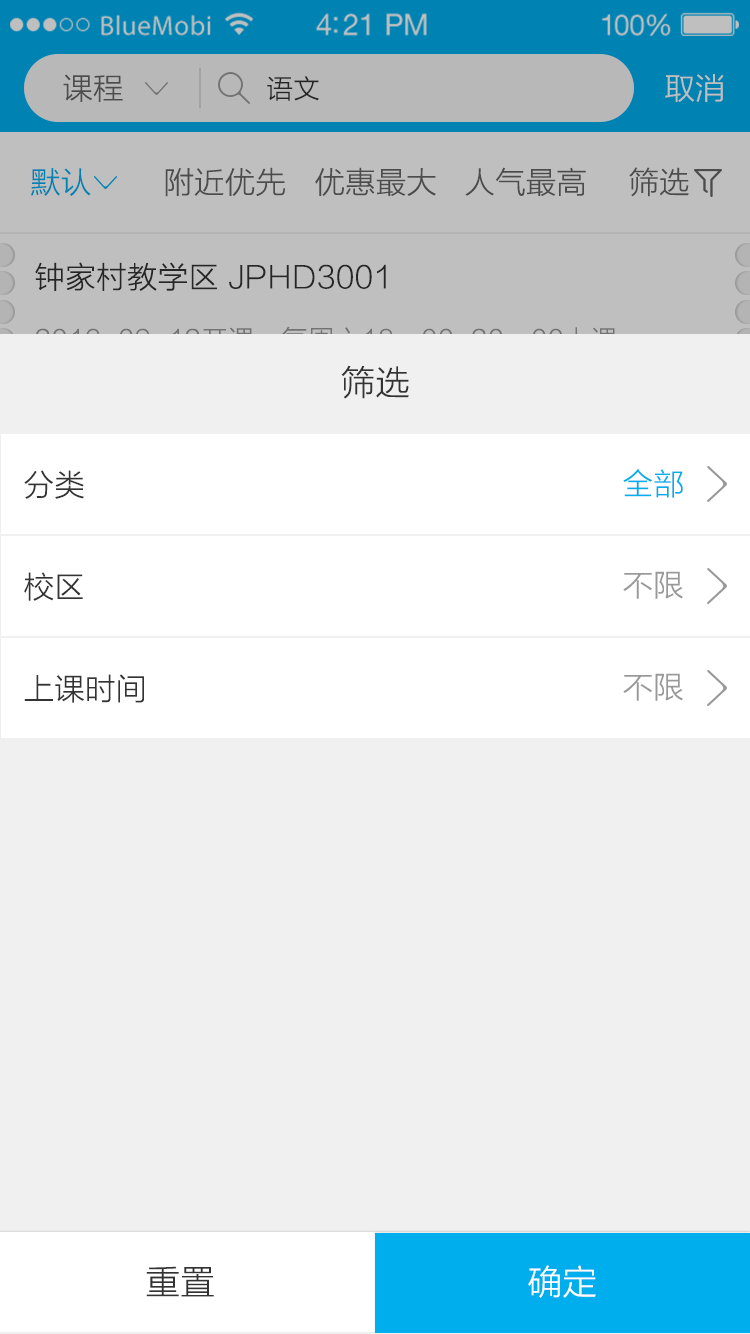 BlueMobi 4:21 PM 100%
课程 语文 取消
默认 附近优先 优惠最大 人气最高 筛选
钟家村教学区 JPHD3001
筛选
分类 全部
校区 不限
上课时间 不限
重置 确定